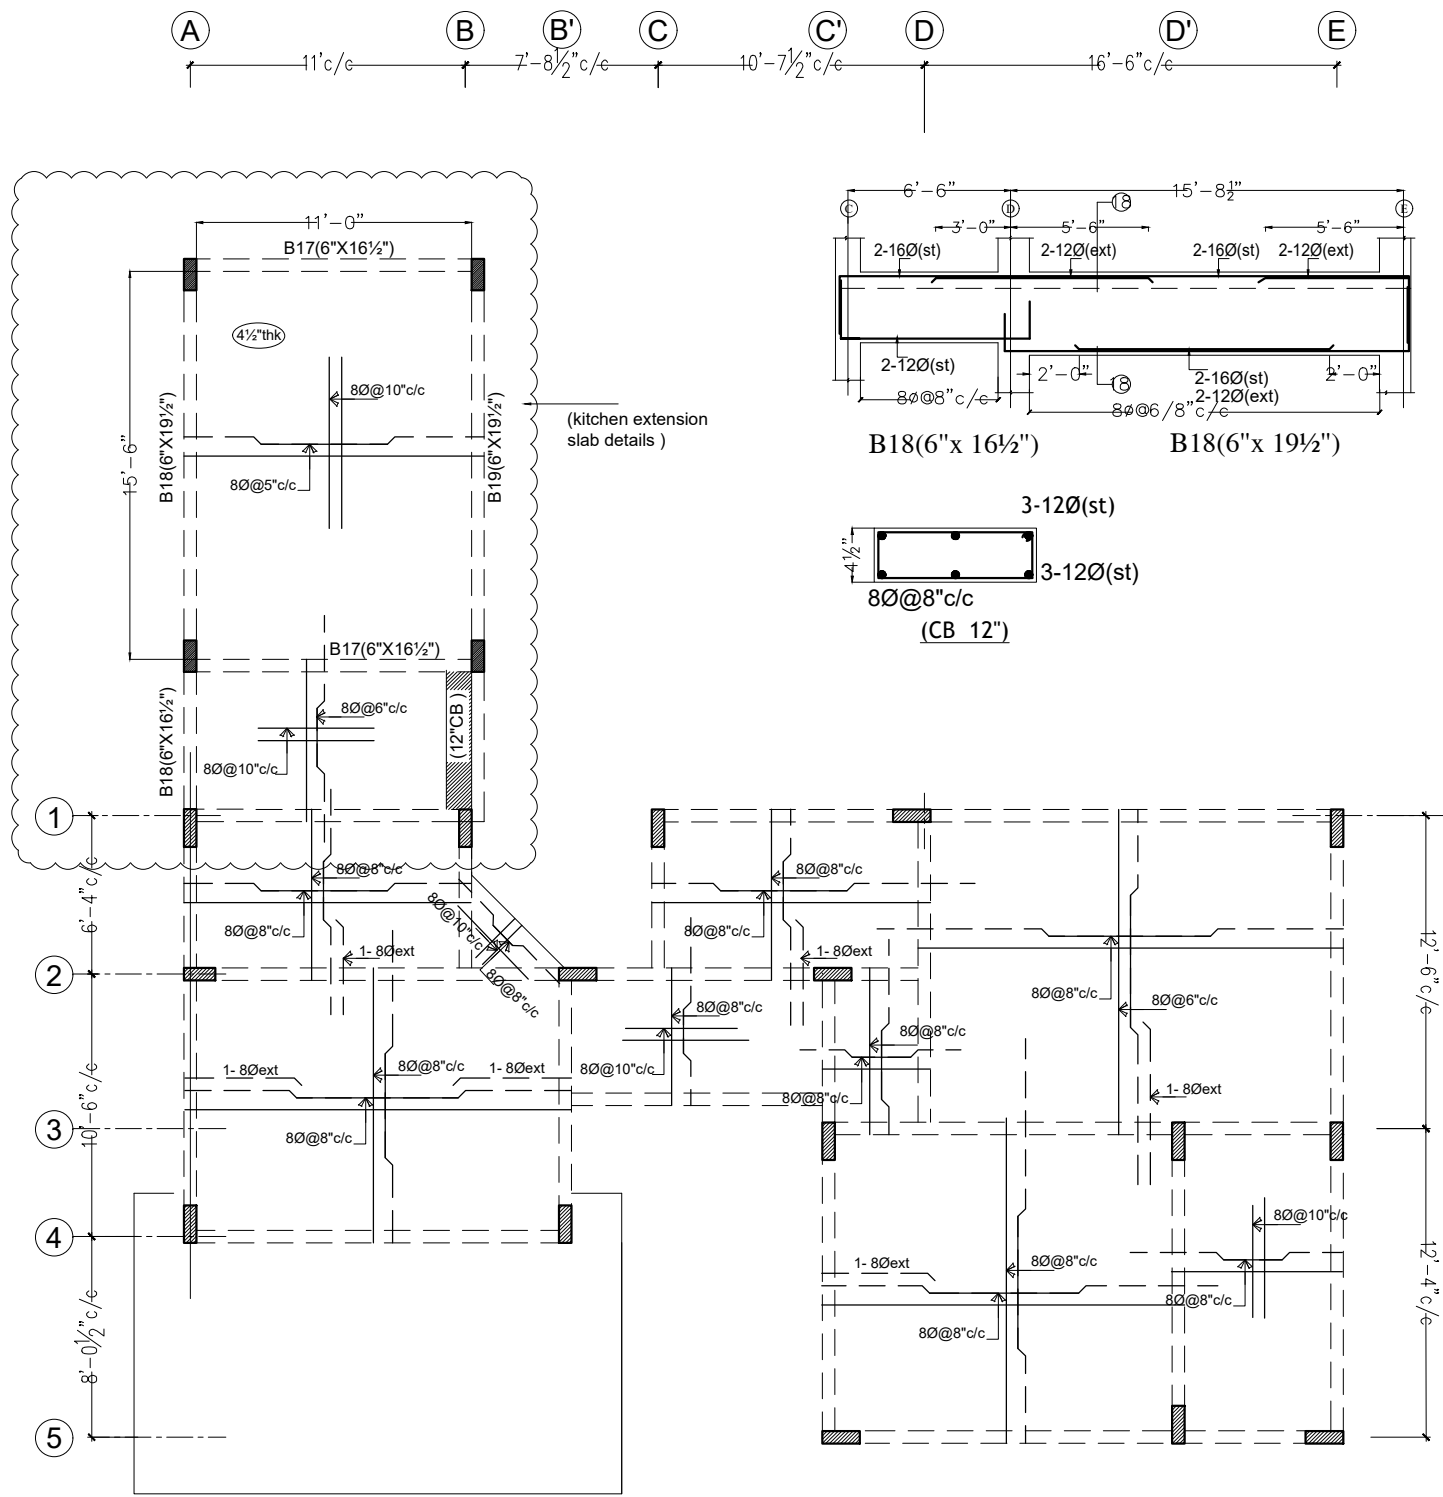 A B B' C C' D D' E
11'c/c 7'-8½"c/c 10'-7½"c/c 16'-6"c/c
6'-6" 15'-8½"
C D 18 E
11'-0" 3'-0" 5'-6" 5'-6"
B17(6"X16½")
2-16Ø(st) 2-12Ø(ext) 2-16Ø(st) 2-12Ø(ext)
4½"thk
2-12Ø(st) 2'-0" 18 2-16Ø(st) 2'-0"
8Ø@10"c/c
8ø@8"c/c 2-12Ø(ext)
8ø@6/8"c/c
(kitchen extension
slab details )
B18(6"x 16½") B18(6"x 19½")
15'-6"
B18(6"X19½")
B19(6"X19½")
8Ø@5"c/c
3-12Ø(st)
4½"
3-12Ø(st)
8Ø@8"c/c
(CB 12")
B17(6"X16½")
B18(6"X16½")
8Ø@6"c/c
(12"CB )
8Ø@10"c/c
1
6'-4"c/c
8Ø@8"c/c 8Ø@8"c/c
8Ø@10"c/c
8Ø@8"c/c 8Ø@8"c/c
12'-6"c/c
1- 8Øext 1- 8Øext
2
8Ø@8"c/c
8Ø@8"c/c 8Ø@6"c/c
8Ø@8"c/c 8Ø@8"c/c
1- 8Øext 8Ø@8"c/c 1- 8Øext 8Ø@10"c/c
8Ø@8"c/c 1- 8Øext
10'-6"c/c
3
8Ø@8"c/c
8Ø@10"c/c
4
12'-4"c/c
1- 8Øext 8Ø@8"c/c
8Ø@8"c/c
8'-0½"c/c
8Ø@8"c/c
5